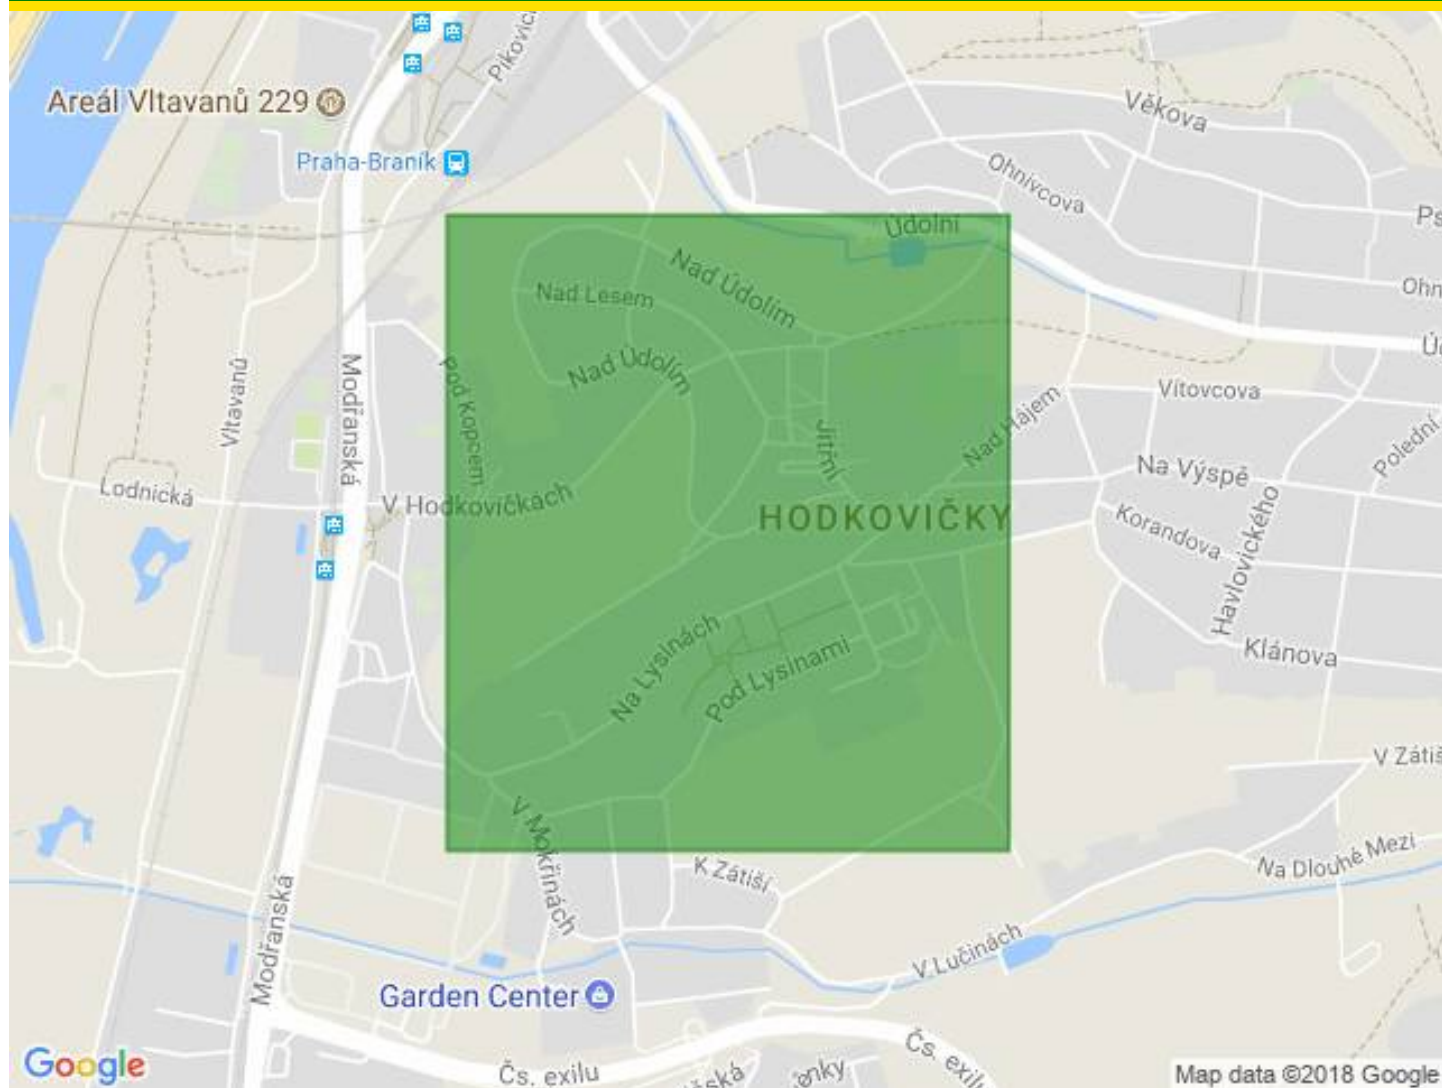 Pikovic
Areál Vltavanů 229
Věkova
Praha-Braník
Ohnivcova
Ps
Údolní
Nad Údolím
Nad Lesem
Ohn
Modřanská
Vltavanů
Pod Kopcem
Nad Údolím
Nad Hájem
Vítovcova
Jitřní
Polední
Na Výspě
Lodnická
V Hodkovičkách
HODKOVIČKY
Korandova
Havlovického
Na Lysinách
Pod Lysinami
Klánova
V Zátiš
V Mokřinách
K Zátiší
Na Dlouhé Mezi
Modřanská
V Lučinách
Garden Center
Google
Čs. exilu
Čs. exil
Map data ©2018 Google